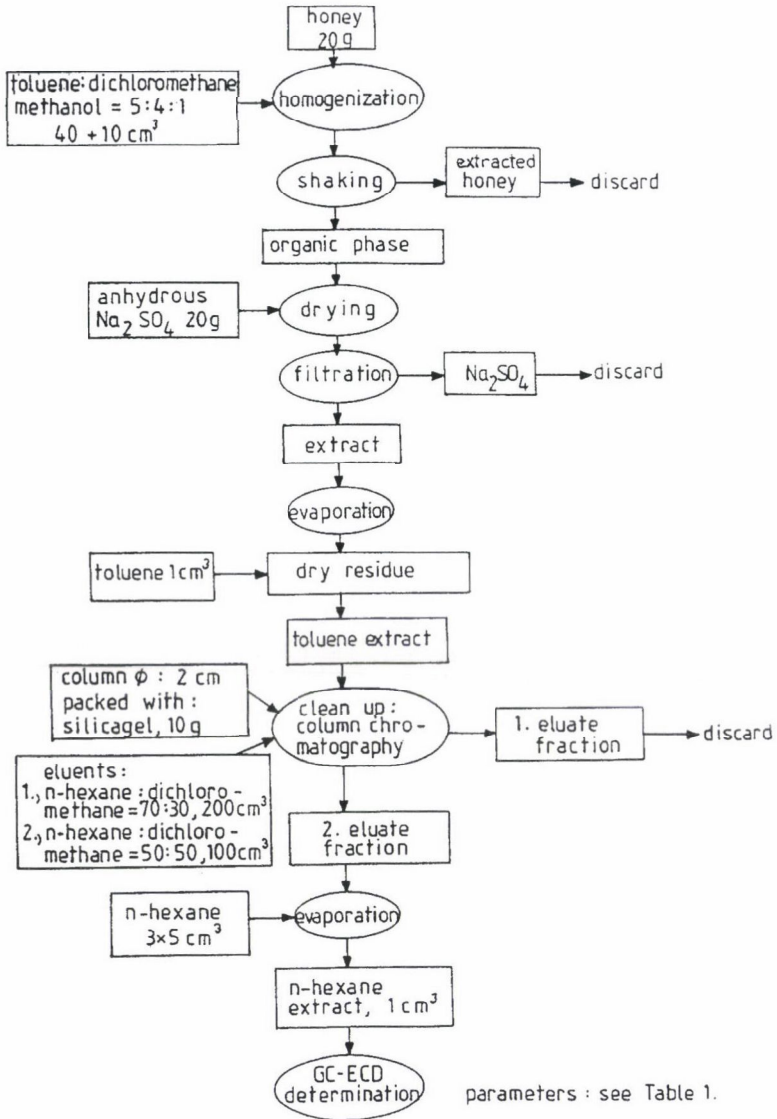 honey
20 g
toluene:dichloromethane
methanol = 5:4:1
40 + 10 cm³
homogenization
shaking
extracted
honey
discard
organic phase
anhydrous
Na₂SO₄ 20g
drying
filtration
Na₂SO₄
discard
extract
evaporation
toluene 1cm³
dry residue
toluene extract
column ϕ : 2 cm
packed with :
silicagel, 10 g
clean up :
column chro-
matography
1. eluate
fraction
discard
eluents :
1., n-hexane : dichloro-
methane = 70:30, 200cm³
2., n-hexane : dichloro-
methane = 50:50, 100cm³
2. eluate
fraction
n-hexane
3×5 cm³
evaporation
n-hexane
extract, 1 cm³
GC-ECD
determination
parameters : see Table 1.